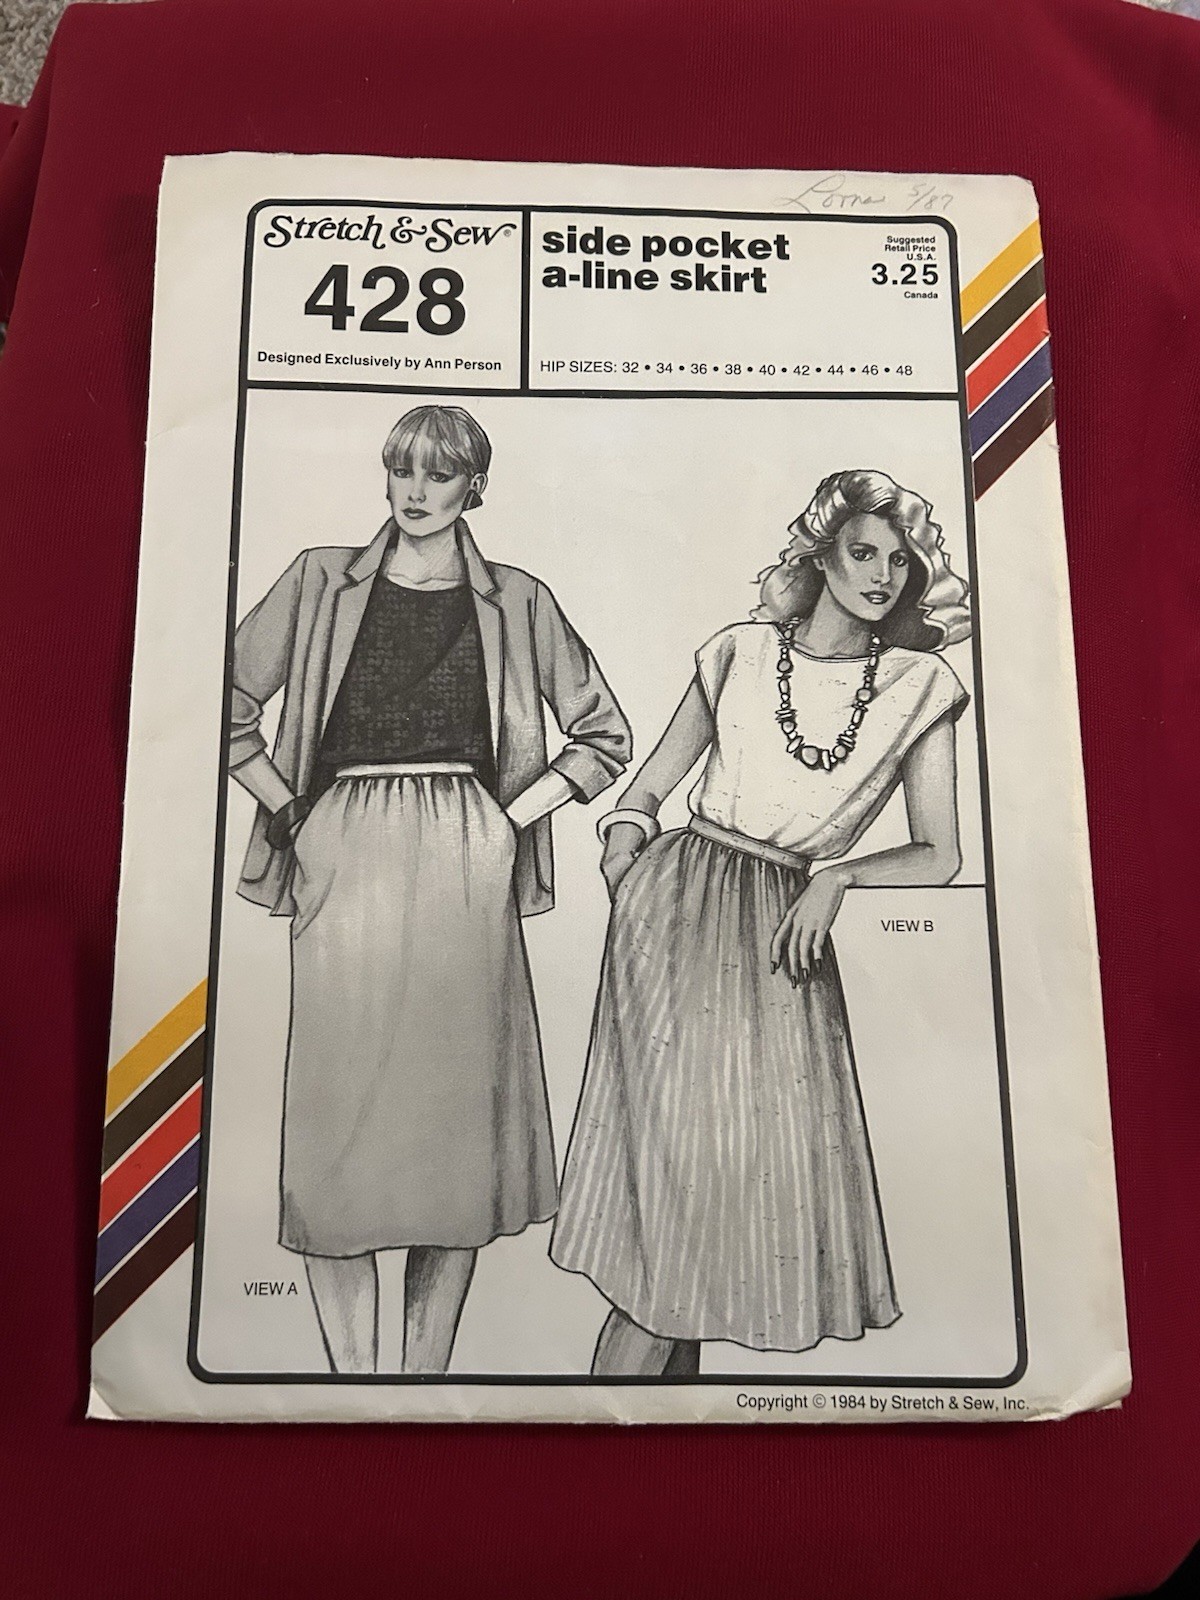 5/87
Stretch & Sew®
428
Designed Exclusively by Ann Person
side pocket
a-line skirt
Suggested
Retail Price
U.S.A.
3.25
Canada
HIP SIZES: 32 • 34 • 36 • 38 • 40 • 42 • 44 • 46 • 48
VIEW B
VIEW A
Copyright © 1984 by Stretch & Sew, Inc.